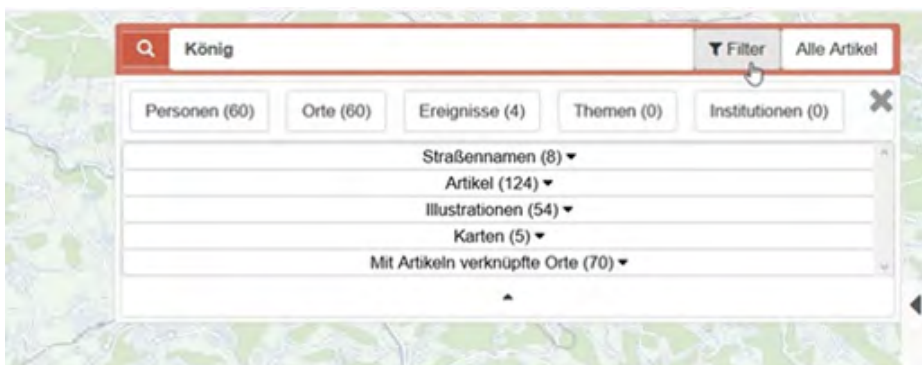 König Filter Alle Artikel
Personen (60) Orte (60) Ereignisse (4) Themen (0) Institutionen (0)
Straßennamen (8)
Artikel (124)
Illustrationen (54)
Karten (5)
Mit Artikeln verknüpfte Orte (70)